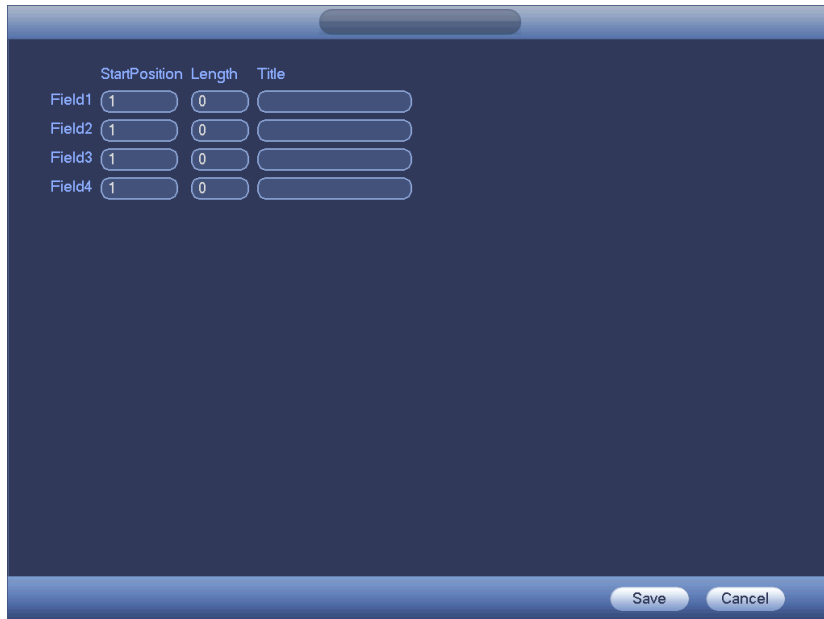 StartPosition Length Title
Field1 1 0
Field2 1 0
Field3 1 0
Field4 1 0
Save Cancel